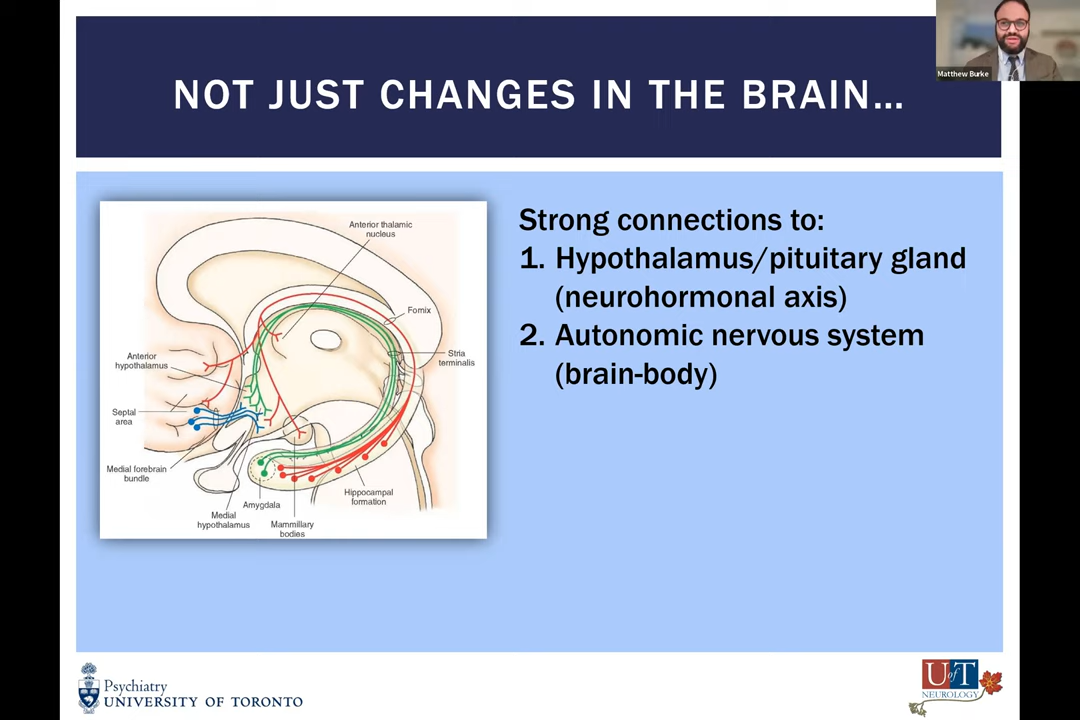 Matthew Burke
NOT JUST CHANGES IN THE BRAIN…
Strong connections to:
1. Hypothalamus/pituitary gland
(neurohormonal axis)
2. Autonomic nervous system
(brain-body)
Anterior thalamic
nucleus
Fornix
Stria
terminalis
Anterior
hypothalamus
Septal
area
Medial forebrain
bundle
Amygdala
Hippocampal
formation
Medial
hypothalamus
Mammillary
bodies
Psychiatry
UNIVERSITY OF TORONTO
U of T
NEUROLOGY